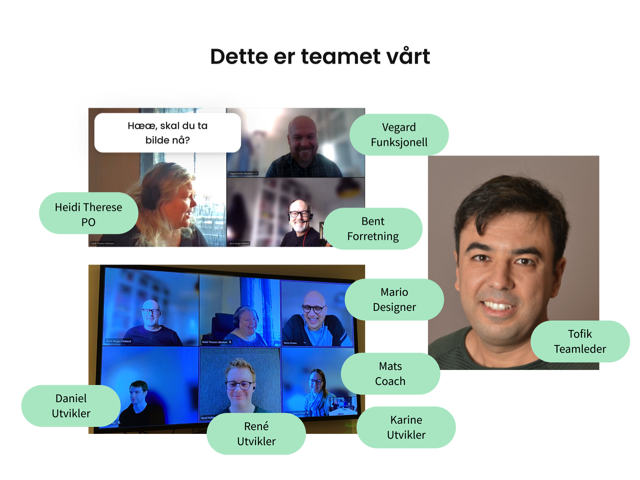 Dette er teamet vårt
Hææ, skal du ta
bilde nå?
Vegard
Funksjonell
Heidi Therese
PO
Bent
Forretning
Mario
Designer
Tofik
Teamleder
Mats
Coach
Daniel
Utvikler
René
Utvikler
Karine
Utvikler